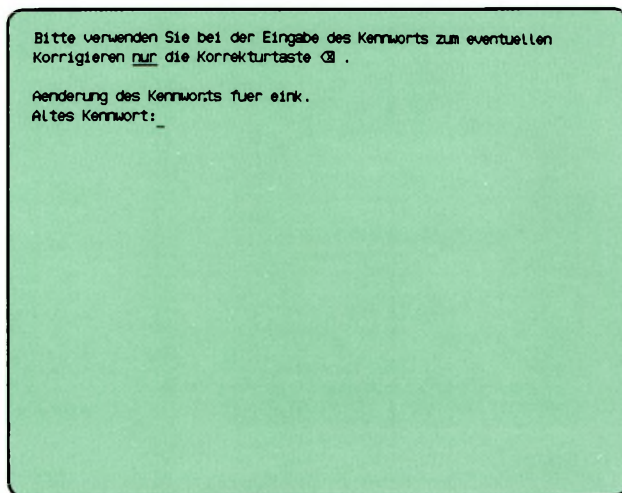 Bitte verwenden Sie bei der Eingabe des Kennworts zum eventuellen
Korrigieren nur die Korrekturtaste ⌫ .
Aenderung des Kennworts fuer eink.
Altes Kennwort:_